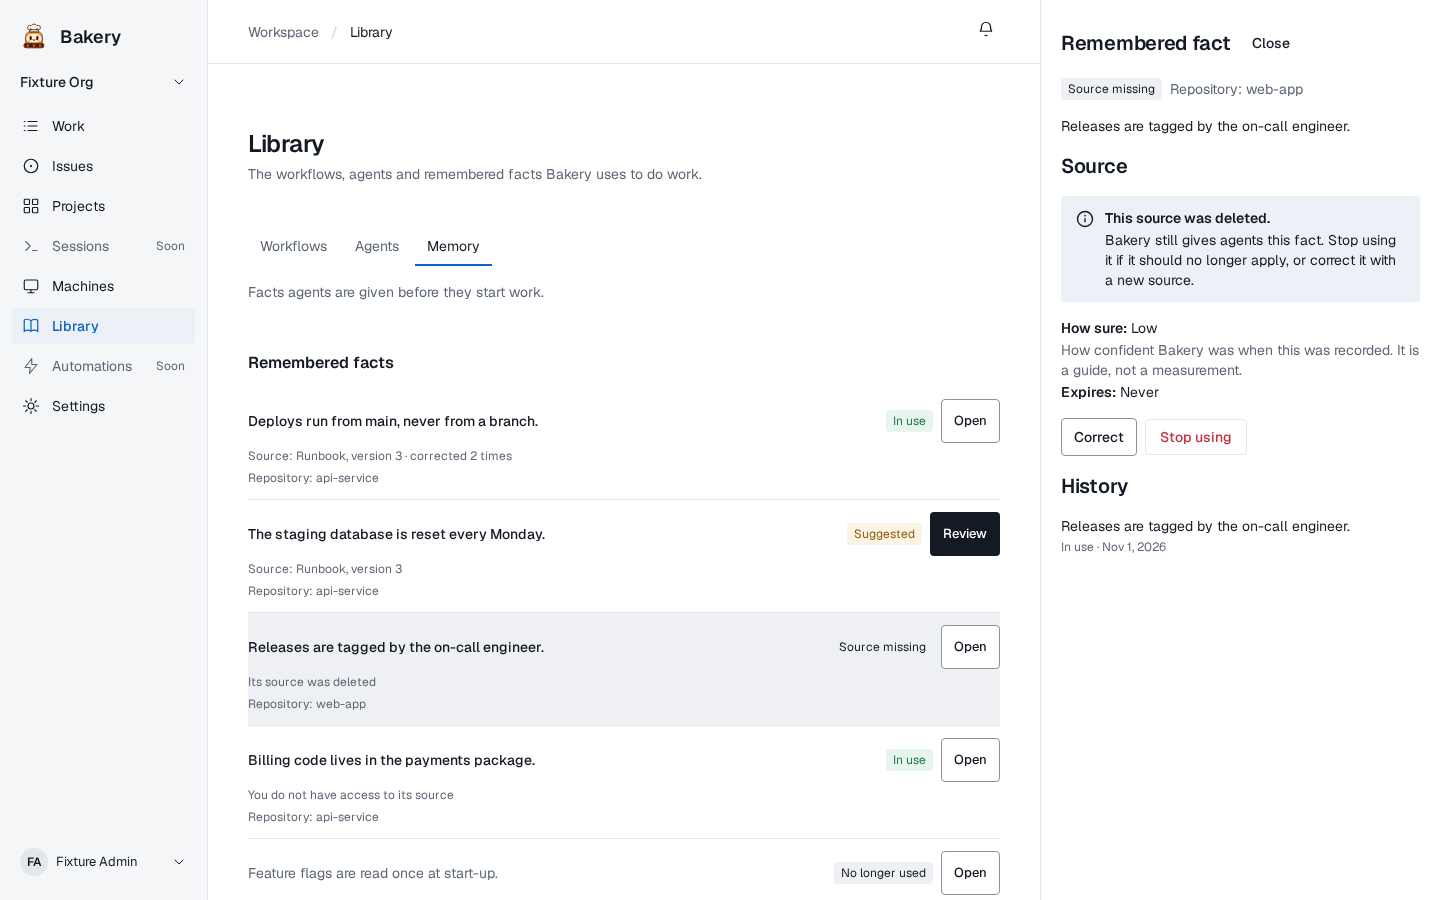 Bakery
Fixture Org
Work
Issues
Projects
Sessions Soon
Machines
Library
Automations Soon
Settings
FA Fixture Admin
Workspace / Library
Library
The workflows, agents and remembered facts Bakery uses to do work.
Workflows Agents Memory
Facts agents are given before they start work.
Remembered facts
Deploys run from main, never from a branch. In use Open
Source: Runbook, version 3 · corrected 2 times
Repository: api-service
The staging database is reset every Monday. Suggested Review
Source: Runbook, version 3
Repository: api-service
Releases are tagged by the on-call engineer. Source missing Open
Its source was deleted
Repository: web-app
Billing code lives in the payments package. In use Open
You do not have access to its source
Repository: api-service
Feature flags are read once at start-up. No longer used Open
Remembered fact Close
Source missing Repository: web-app
Releases are tagged by the on-call engineer.
Source
This source was deleted.
Bakery still gives agents this fact. Stop using
it if it should no longer apply, or correct it with
a new source.
How sure: Low
How confident Bakery was when this was recorded. It is
a guide, not a measurement.
Expires: Never
Correct Stop using
History
Releases are tagged by the on-call engineer.
In use · Nov 1, 2026